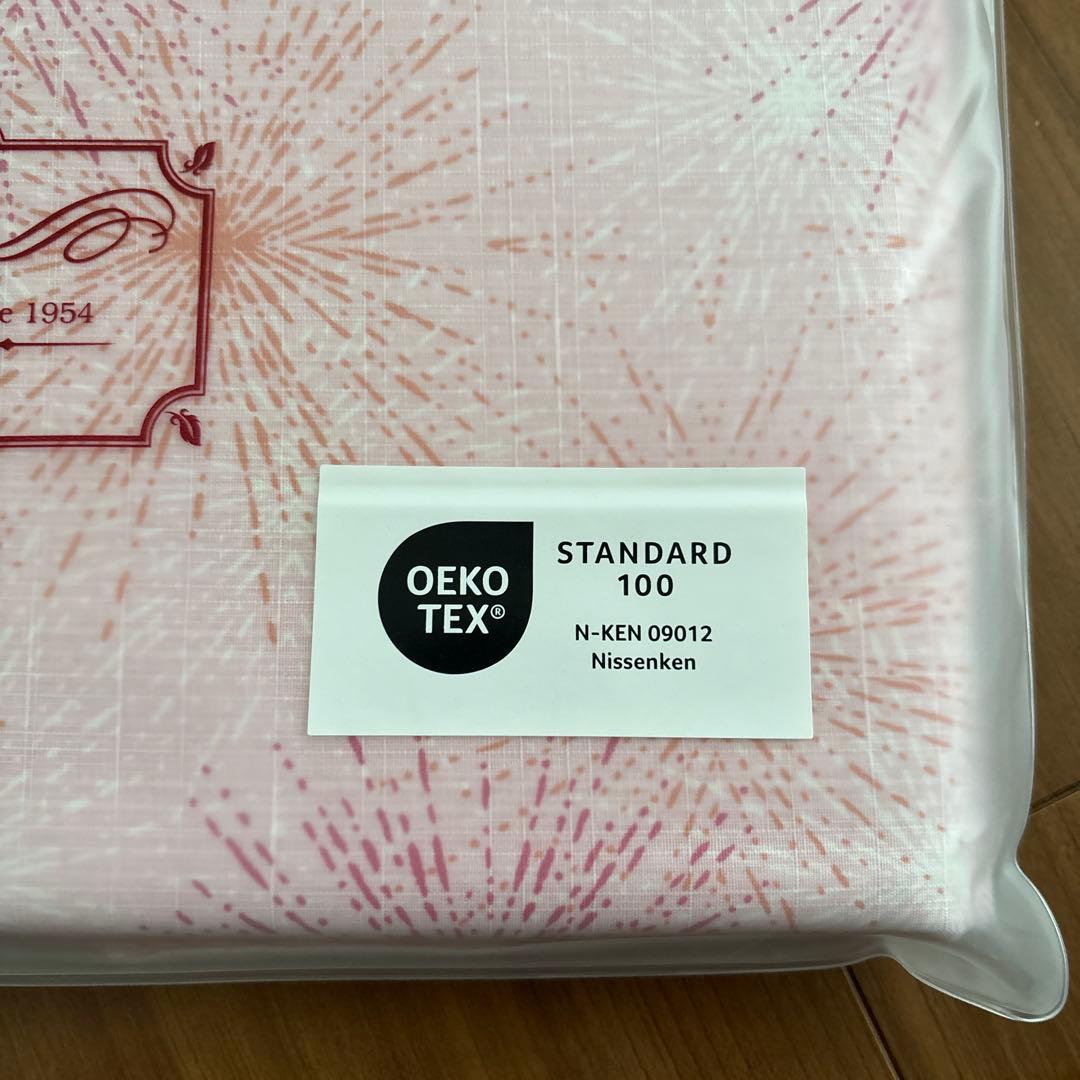 1954
OEKO
TEX®
STANDARD
100
N-KEN 09012
Nissenken